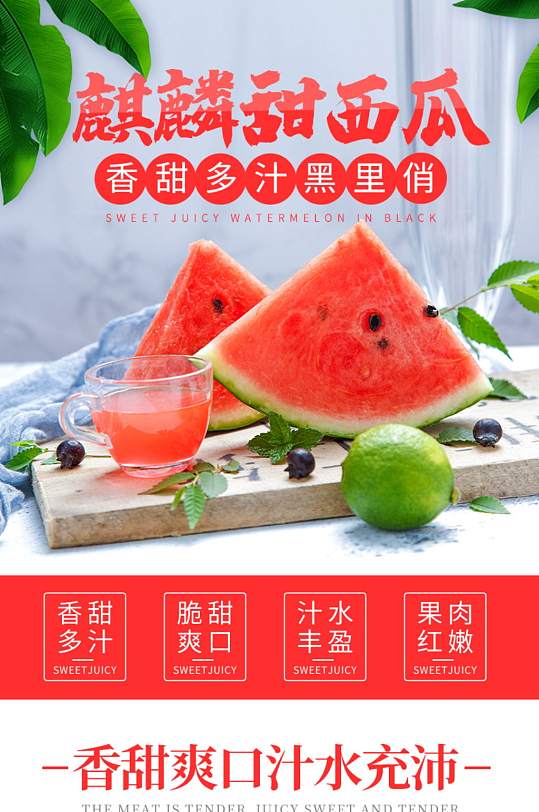 麒麟甜西瓜
香甜多汁黑里俏
SWEET JUICY WATERMELON IN BLACK
香甜
多汁
SWEETJUICY
脆甜
爽口
SWEETJUICY
汁水
丰盈
SWEETJUICY
果肉
红嫩
SWEETJUICY
香甜爽口汁水充沛
THE MEAT IS TENDER, JUICY SWEET AND TENDER